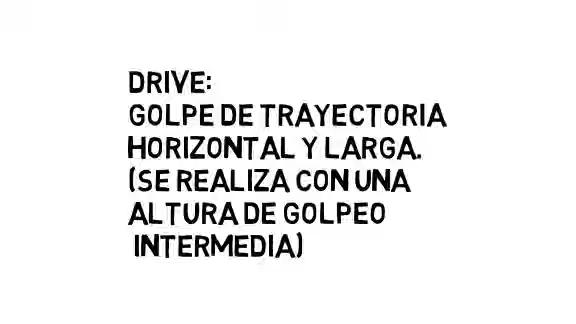 DRIVE:
GOLPE DE TRAYECTORIA
HORIZONTAL Y LARGA.
(SE REALIZA CON UNA
ALTURA DE GOLPEO
INTERMEDIA)